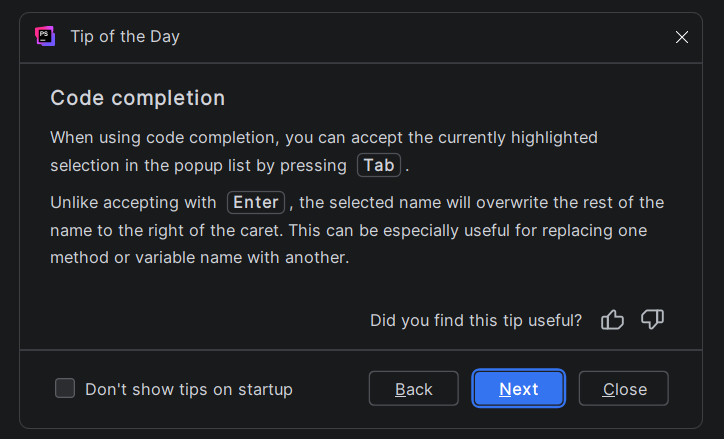 PS
Tip of the Day
Code completion
When using code completion, you can accept the currently highlighted
selection in the popup list by pressing Tab.
Unlike accepting with Enter, the selected name will overwrite the rest of the
name to the right of the caret. This can be especially useful for replacing one
method or variable name with another.
Did you find this tip useful?
Don't show tips on startup
Back
Next
Close